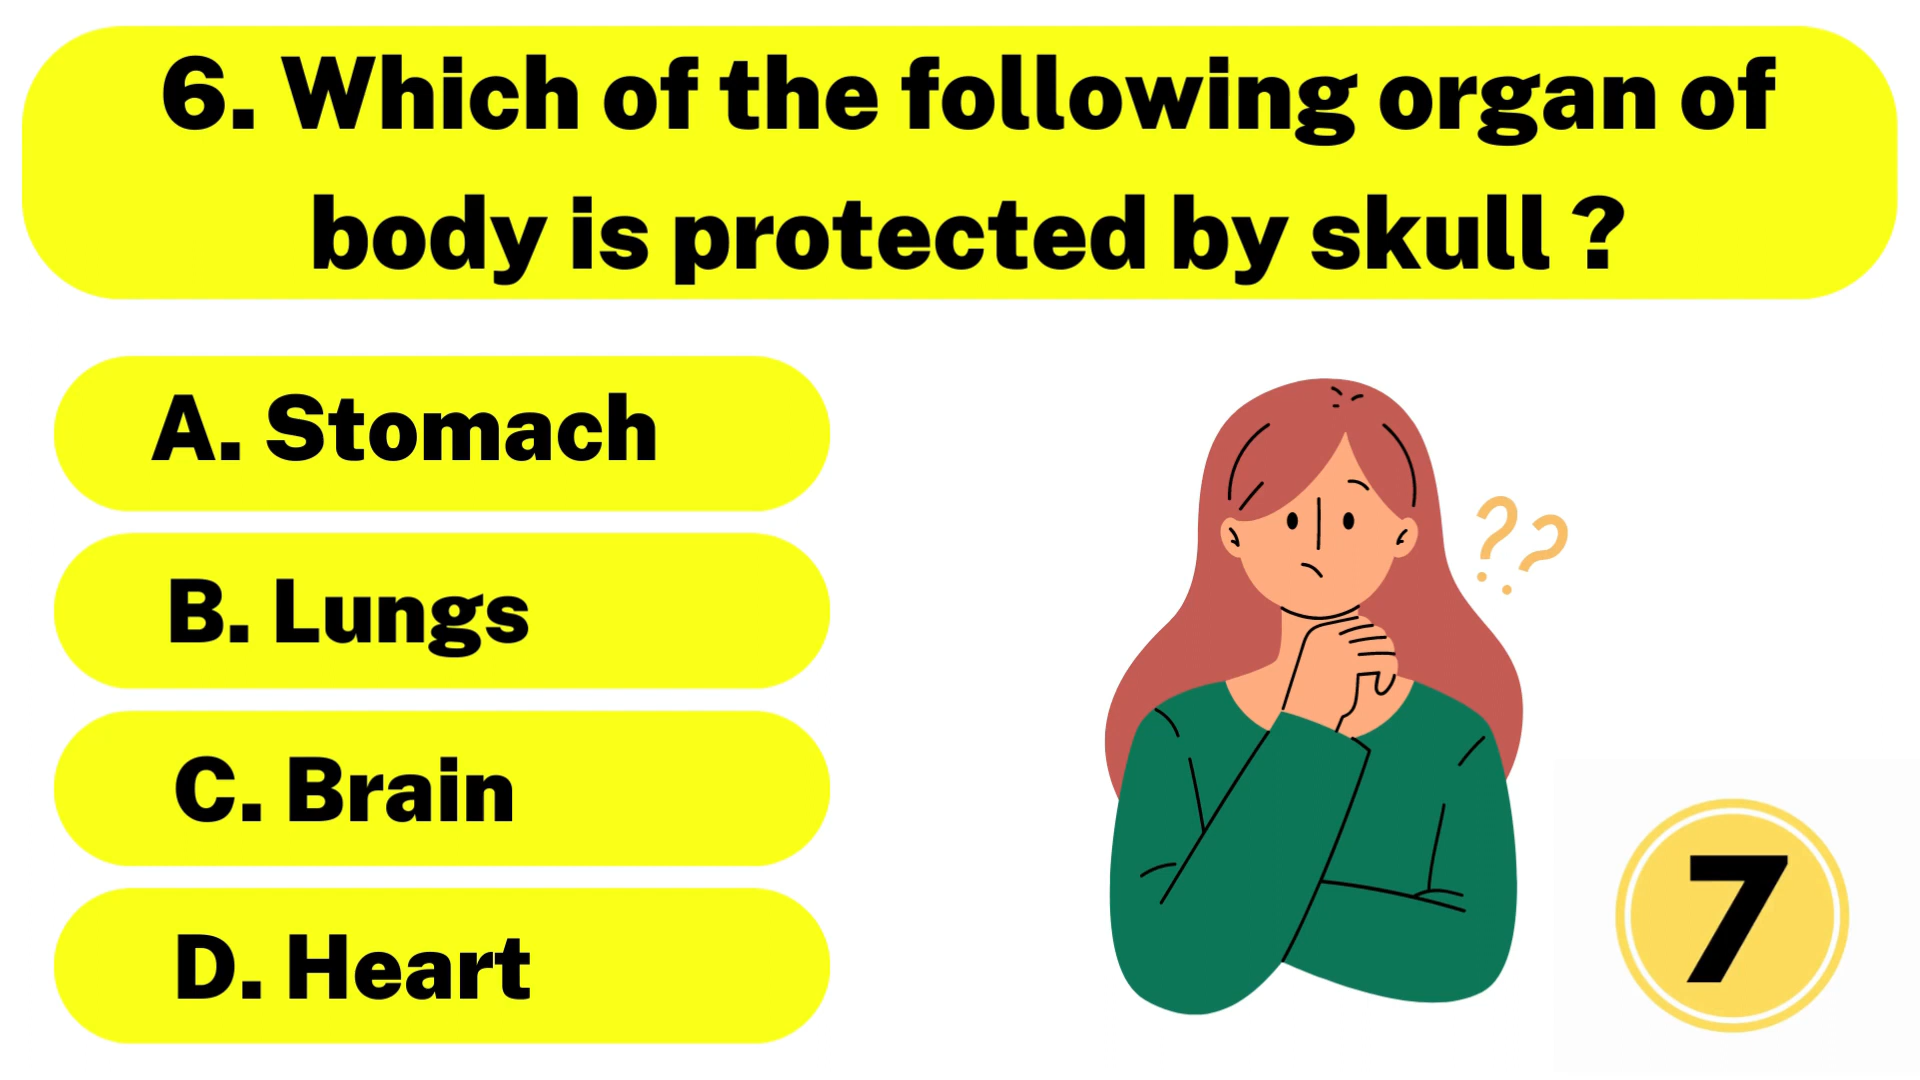 6. Which of the following organ of
body is protected by skull ?
A. Stomach
B. Lungs
C. Brain
D. Heart
??
7